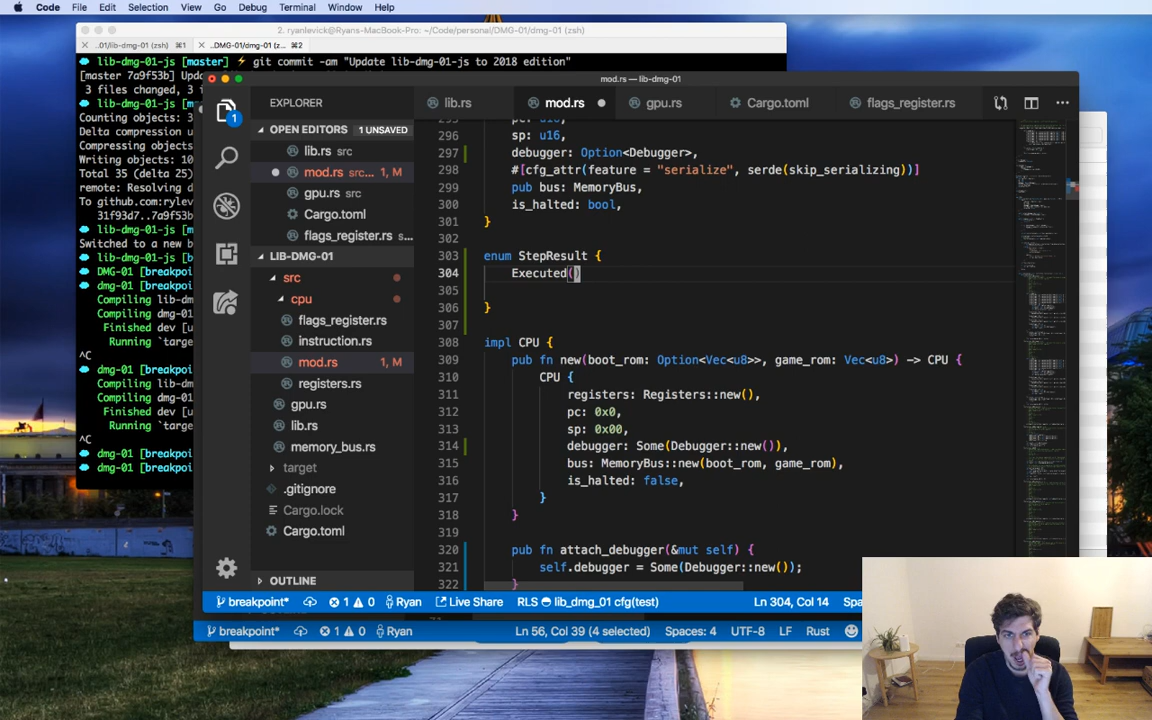 Code File Edit Selection View Go Debug Terminal Window Help
2. ryanlevick@Ryans-MacBook-Pro: ~/Code/personal/DMG-01/dmg-01 (zsh)
..01/lib-dmg-01 (zsh) ⌘1 ..DMG-01/dmg-01 (z... ⌘2
lib-dmg-01-js [master] ⚡ git commit -am "Update lib-dmg-01-js to 2018 edition"
[master 7a9f53b] Upd
3 files changed, 3 i
lib-dmg-01-js [m
Counting objects: 3
Delta compression u
Compressing objects
Writing objects: 10
Total 35 (delta 25)
remote: Resolving d
To github.com:rylev
31f93d7..7a9f53b
lib-dmg-01-js [m
Switched to a new b
DMG-01 [breakpoi
dmg-01 [breakpoi
Compiling lib-dm
Compiling dmg-01
Finished dev [u
Running `targe
^C
dmg-01 [breakpoi
Compiling lib-dm
Compiling dmg-01
Finished dev [u
Running `targe
^C
dmg-01 [breakpoi
dmg-01 [breakpoi
mod.rs — lib-dmg-01
EXPLORER
OPEN EDITORS 1 UNSAVED
lib.rs src
mod.rs src... 1, M
gpu.rs src
Cargo.toml
flags_register.rs s...
LIB-DMG-01
src
cpu
flags_register.rs
instruction.rs
mod.rs 1, M
registers.rs
gpu.rs
lib.rs
memory_bus.rs
target
.gitignore
Cargo.lock
Cargo.toml
OUTLINE
1
lib.rs mod.rs gpu.rs Cargo.toml flags_register.rs
295 pc: u16,
296 sp: u16,
297 debugger: Option<Debugger>,
298 #[cfg_attr(feature = "serialize", serde(skip_serializing))]
299 pub bus: MemoryBus,
300 is_halted: bool,
301 }
302
303 enum StepResult {
304 Executed()
305
306 }
307
308 impl CPU {
309 pub fn new(boot_rom: Option<Vec<u8>>, game_rom: Vec<u8>) -> CPU {
310 CPU {
311 registers: Registers::new(),
312 pc: 0x0,
313 sp: 0x00,
314 debugger: Some(Debugger::new()),
315 bus: MemoryBus::new(boot_rom, game_rom),
316 is_halted: false,
317 }
318 }
319
320 pub fn attach_debugger(&mut self) {
321 self.debugger = Some(Debugger::new());
322 }
breakpoint* 1 0 Ryan Live Share RLS lib_dmg_01 cfg(test) Ln 304, Col 14 Spa
breakpoint* 1 0 Ryan Ln 56, Col 39 (4 selected) Spaces: 4 UTF-8 LF Rust